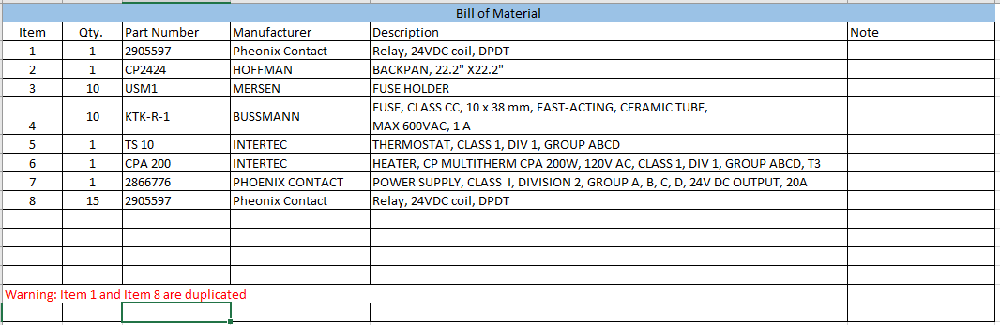 Bill of Material
Item Qty. Part Number Manufacturer Description Note
1 1 2905597 Pheonix Contact Relay, 24VDC coil, DPDT
2 1 CP2424 HOFFMAN BACKPAN, 22.2" X22.2"
3 10 USM1 MERSEN FUSE HOLDER
4 10 KTK-R-1 BUSSMANN FUSE, CLASS CC, 10 x 38 mm, FAST-ACTING, CERAMIC TUBE,
MAX 600VAC, 1 A
5 1 TS 10 INTERTEC THERMOSTAT, CLASS 1, DIV 1, GROUP ABCD
6 1 CPA 200 INTERTEC HEATER, CP MULTITHERM CPA 200W, 120V AC, CLASS 1, DIV 1, GROUP ABCD, T3
7 1 2866776 PHOENIX CONTACT POWER SUPPLY, CLASS I, DIVISION 2, GROUP A, B, C, D, 24V DC OUTPUT, 20A
8 15 2905597 Pheonix Contact Relay, 24VDC coil, DPDT
Warning: Item 1 and Item 8 are duplicated